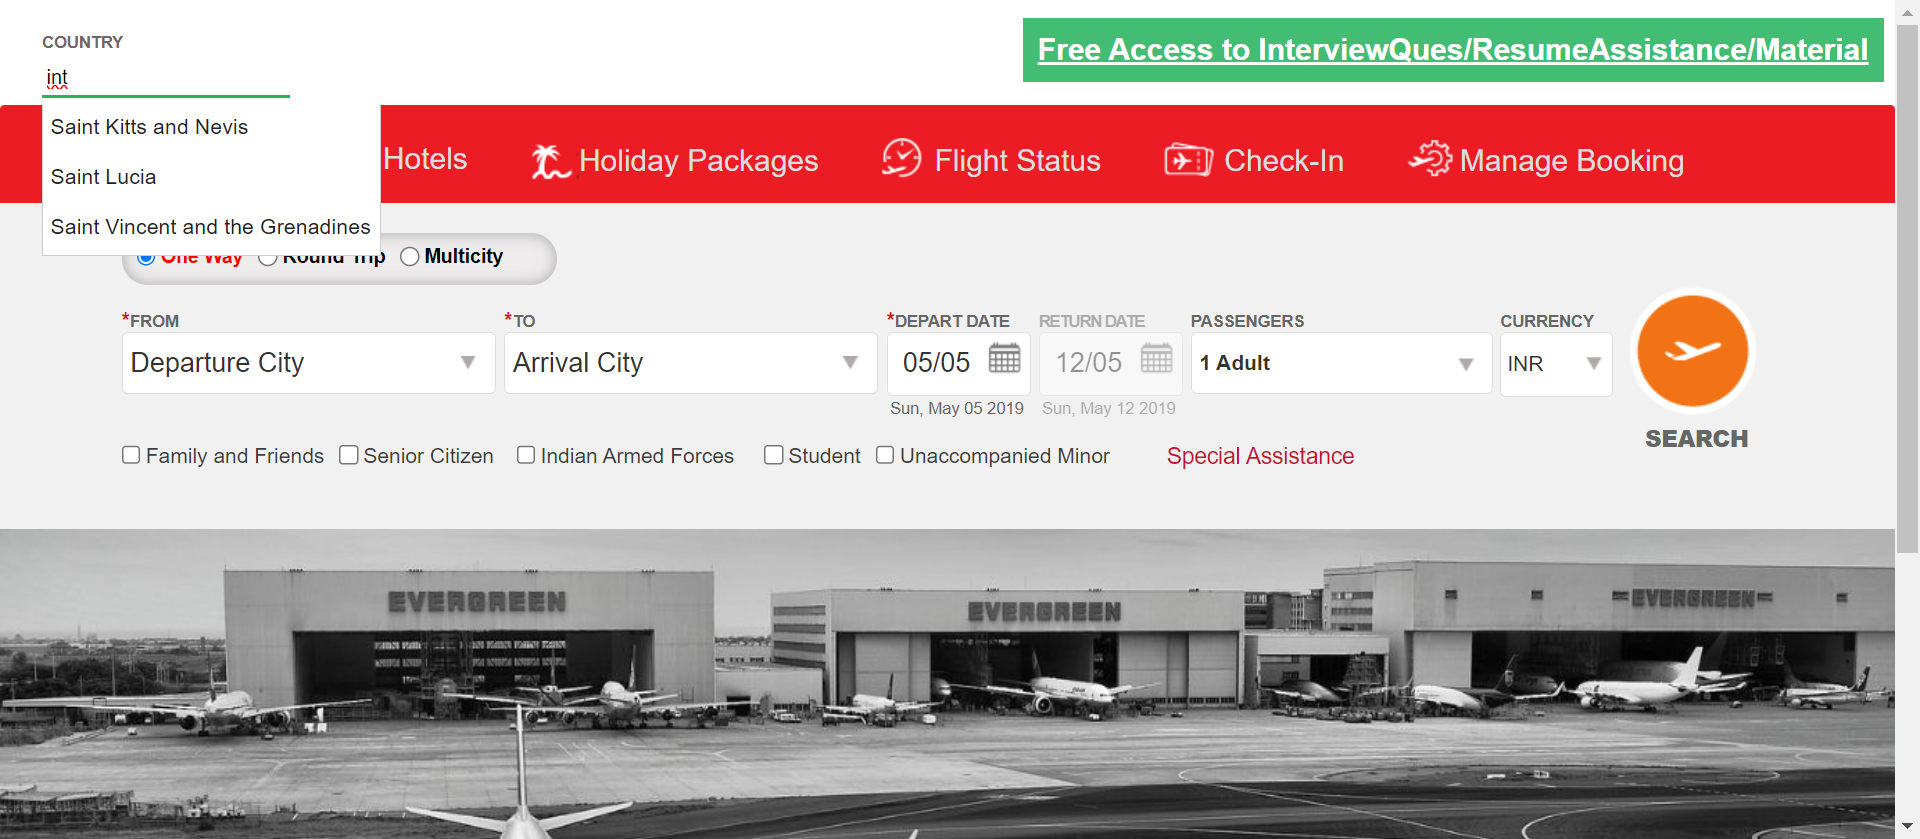 COUNTRY
int
Free Access to InterviewQues/ResumeAssistance/Material
Saint Kitts and Nevis
Saint Lucia
Saint Vincent and the Grenadines
Hotels
Holiday Packages
Flight Status
Check-In
Manage Booking
One Way
Round Trip
Multicity
*FROM
Departure City
*TO
Arrival City
*DEPART DATE
05/05
Sun, May 05 2019
RETURN DATE
12/05
Sun, May 12 2019
PASSENGERS
1 Adult
CURRENCY
INR
SEARCH
Family and Friends
Senior Citizen
Indian Armed Forces
Student
Unaccompanied Minor
Special Assistance
EVERGREEN
EVERGREEN
EVERGREEN